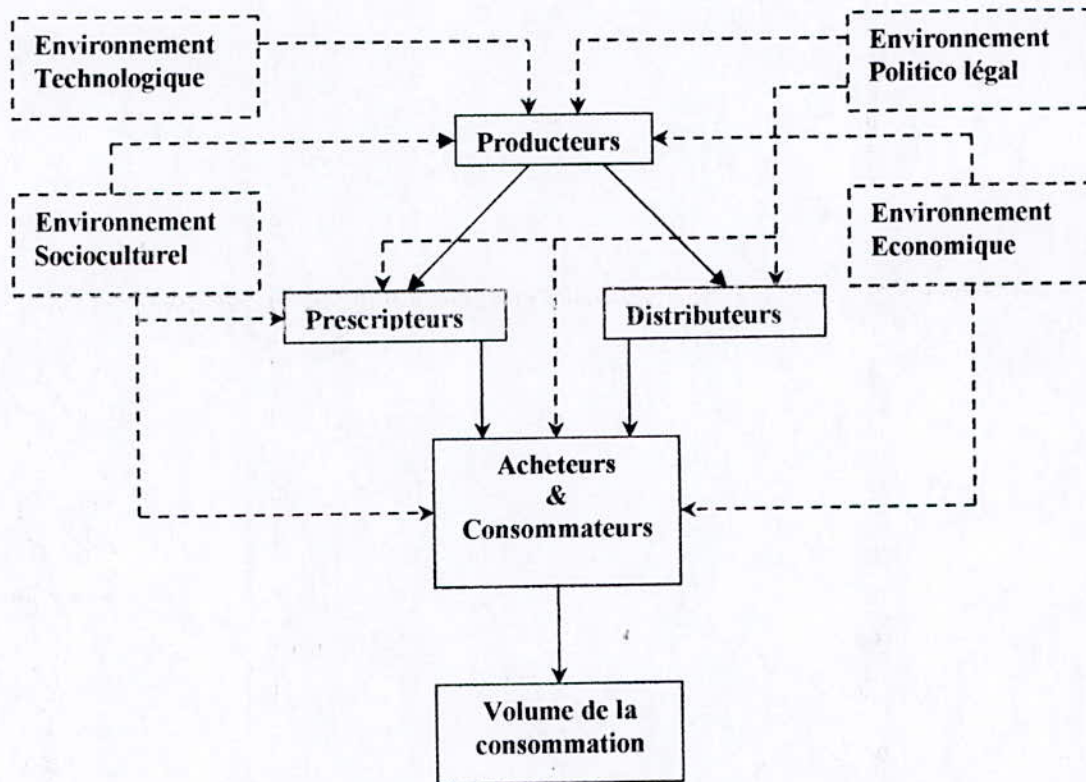 Environnement
Technologique
Environnement
Politico légal
Producteurs
Environnement
Socioculturel
Environnement
Economique
Prescripteurs
Distributeurs
Acheteurs
&
Consommateurs
Volume de la
consommation